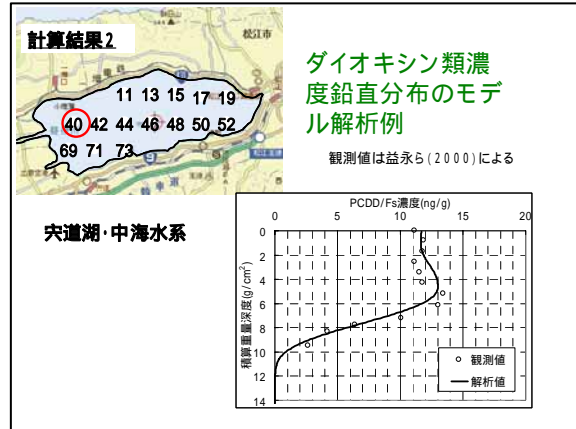 計算結果2
松江市
11 13 15 17 19
40 42 44 46 48 50 52
69 71 73
9
ダイオキシン類濃
度鉛直分布のモデ
ル解析例
観測値は益永ら(2000)による
宍道湖・中海水系
PCDD/Fs濃度(ng/g)
0 5 10 15 20
積算重量深度(g/cm²)
0
2
4
6
8
10
12
14
観測値
解析値